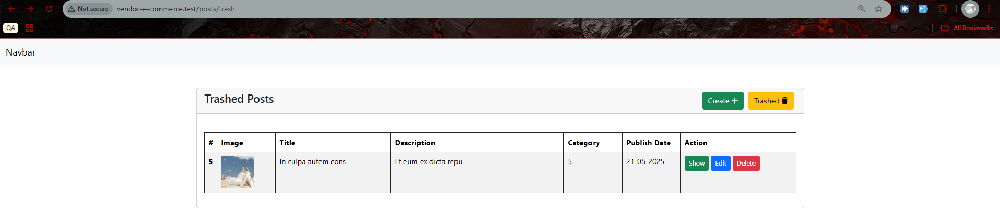 Not secure vendor-e-commerce.test/posts/trash
QA All Bookmarks
Navbar
Trashed Posts Create Trashed
# Image Title Description Category Publish Date Action
5 In culpa autem cons Et eum ex dicta repu 5 21-05-2025 Show Edit Delete